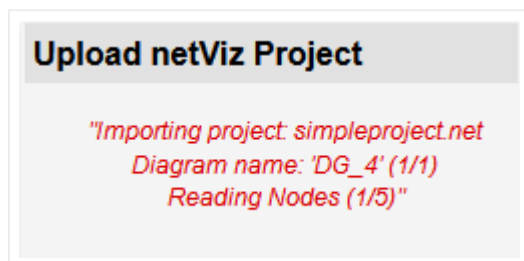 Upload netViz Project
"Importing project: simpleproject.net
Diagram name: 'DG_4' (1/1)
Reading Nodes (1/5)"